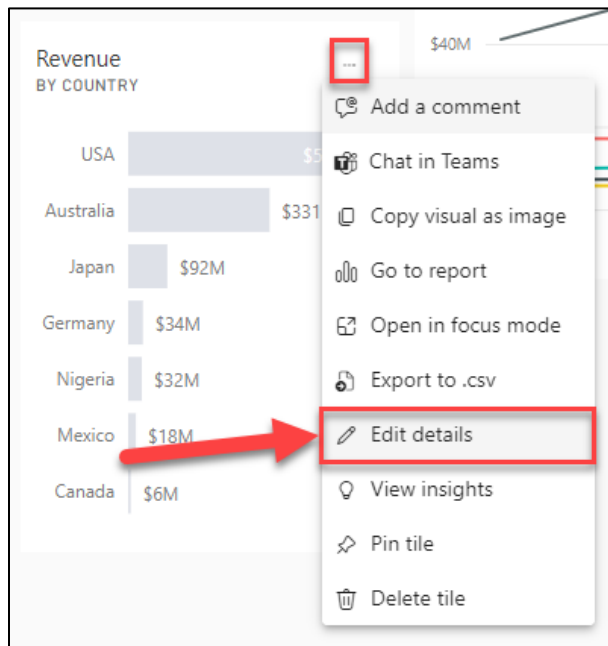 Revenue
BY COUNTRY
...
$40M
USA
Australia
$331
Japan
$92M
Germany
$34M
Nigeria
$32M
Mexico
$18M
Canada
$6M
Add a comment
Chat in Teams
Copy visual as image
Go to report
Open in focus mode
Export to .csv
Edit details
View insights
Pin tile
Delete tile